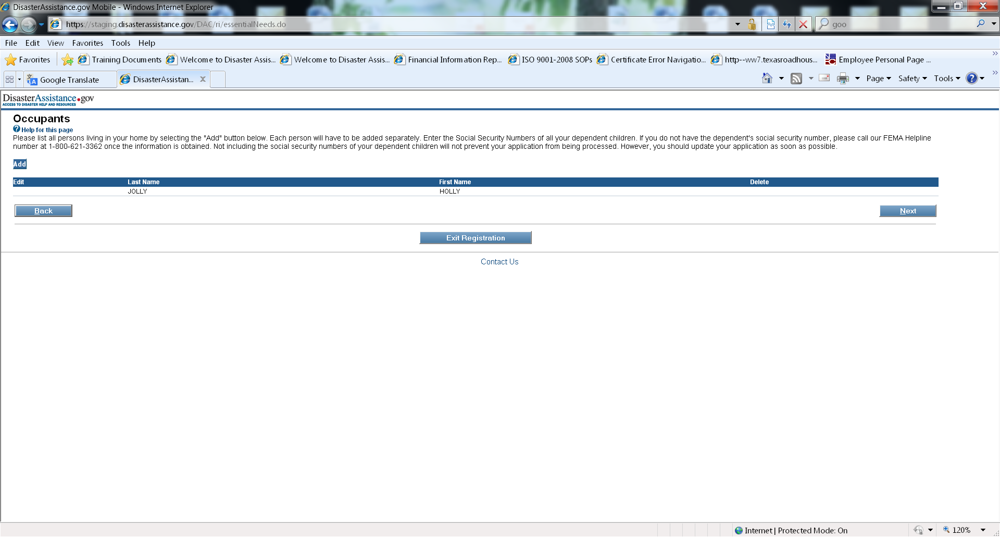 DisasterAssistance.gov Mobile - Windows Internet Explorer
https://staging.disasterassistance.gov/DAC/ri/essentialNeeds.do
goo
File Edit View Favorites Tools Help
Favorites Training Documents Welcome to Disaster Assis... Welcome to Disaster Assis... Financial Information Rep... ISO 9001-2008 SOPs Certificate Error Navigatio... http--ww7.texasroadhous... Employee Personal Page ...
Google Translate DisasterAssistan... Page Safety Tools
DisasterAssistance.gov
ACCESS TO DISASTER HELP AND RESOURCES
Occupants
Help for this page
Please list all persons living in your home by selecting the "Add" button below. Each person will have to be added separately. Enter the Social Security Numbers of all your dependent children. If you do not have the dependent's social security number, please call our FEMA Helpline
number at 1-800-621-3362 once the information is obtained. Not including the social security numbers of your dependent children will not prevent your application from being processed. However, you should update your application as soon as possible.
Add
Edit Last Name First Name Delete
JOLLY HOLLY
Back Next
Exit Registration
Contact Us
Internet | Protected Mode: On 120%